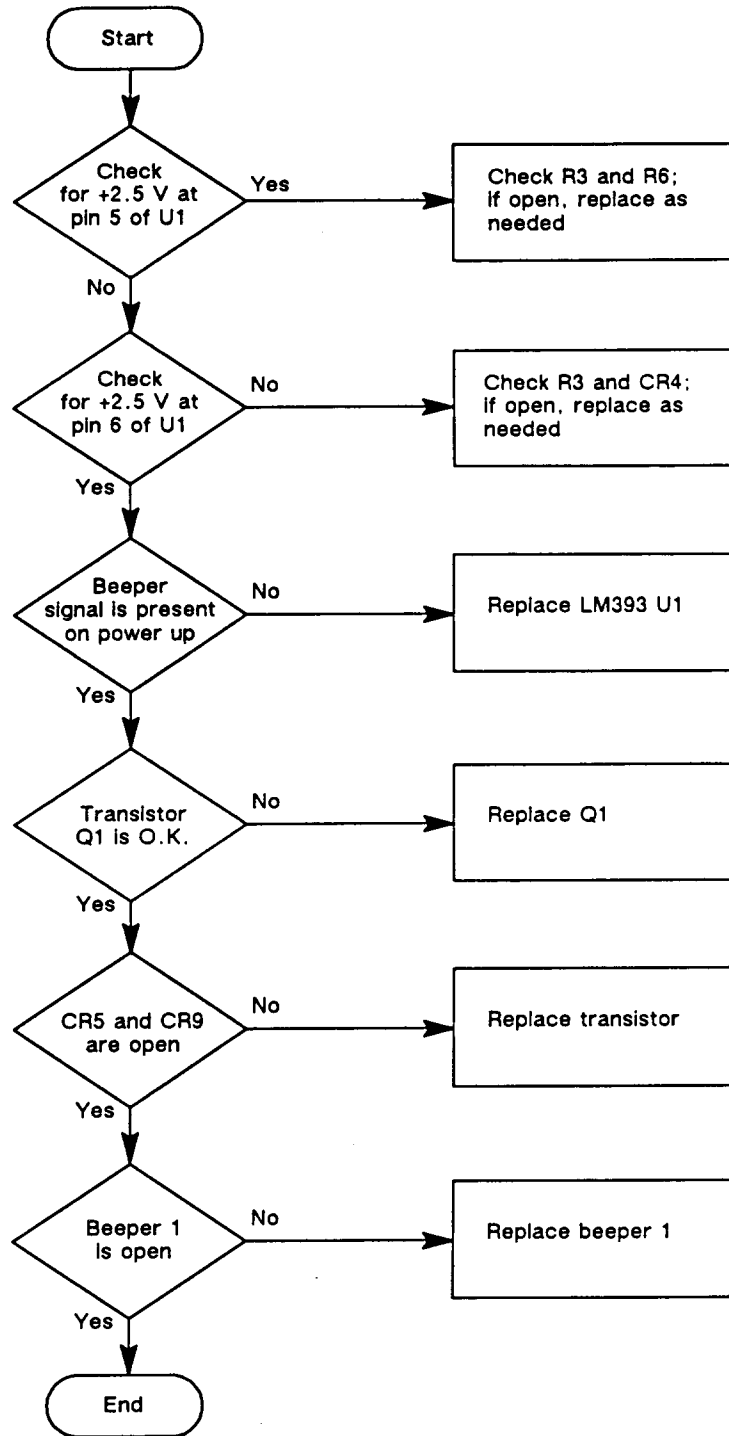 Start
Check
for +2.5 V at
pin 5 of U1
Yes
Check R3 and R6;
if open, replace as
needed
No
Check
for +2.5 V at
pin 6 of U1
No
Check R3 and CR4;
if open, replace as
needed
Yes
Beeper
signal is present
on power up
No
Replace LM393 U1
Yes
Transistor
Q1 is O.K.
No
Replace Q1
Yes
CR5 and CR9
are open
No
Replace transistor
Yes
Beeper 1
is open
No
Replace beeper 1
Yes
End